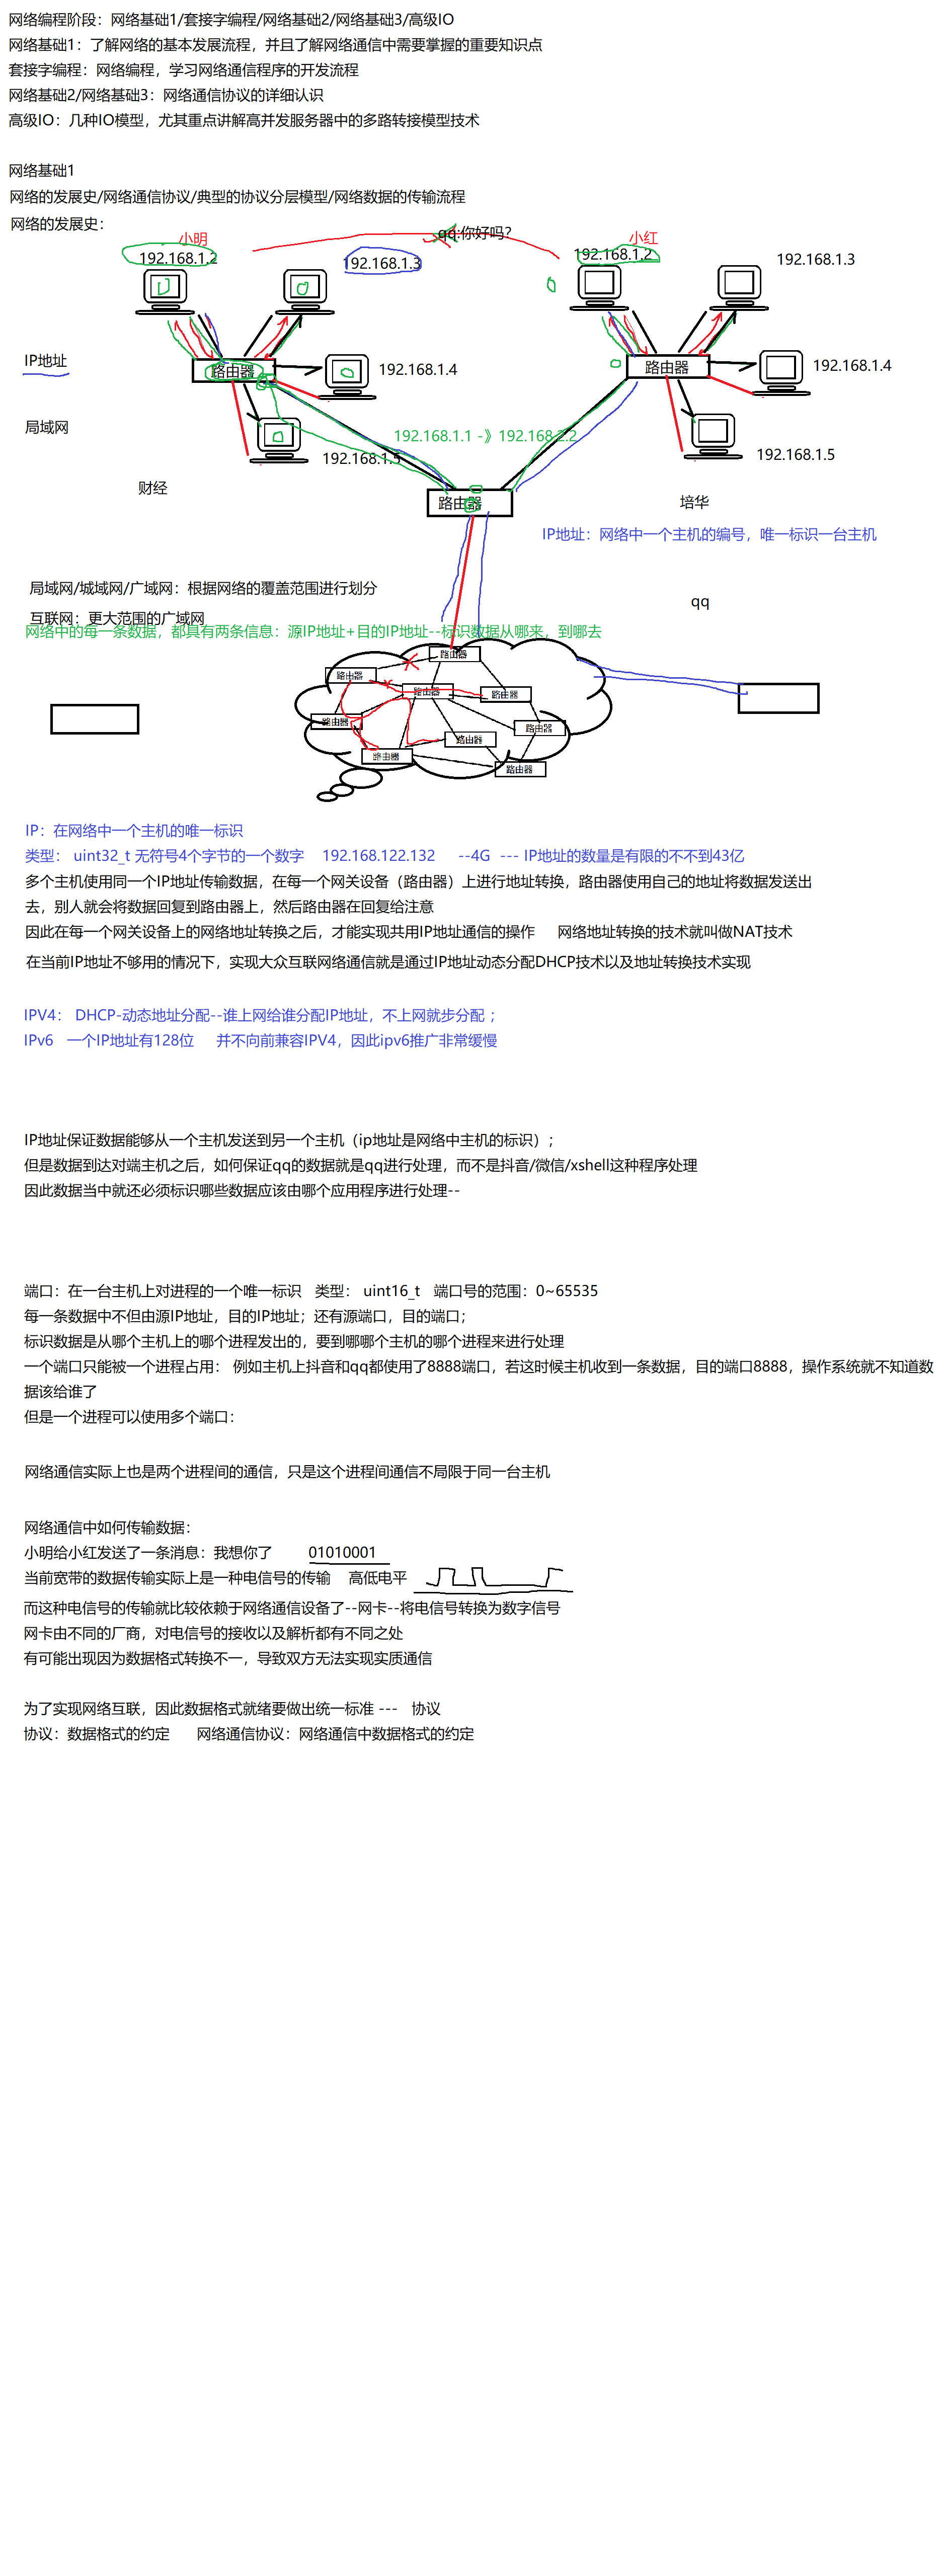 网络编程阶段：网络基础1/套接字编程/网络基础2/网络基础3/高级IO
网络基础1：了解网络的基本发展流程，并且了解网络通信中需要掌握的重要知识点
套接字编程：网络编程，学习网络通信程序的开发流程
网络基础2/网络基础3：网络通信协议的详细认识
高级IO：几种IO模型，尤其重点讲解高并发服务器中的多路转接模型技术
网络基础1
网络的发展史/网络通信协议/典型的协议分层模型/网络数据的传输流程
网络的发展史：
qq:你好吗？
小明
小红
192.168.1.2
192.168.1.3
192.168.1.2
192.168.1.3
IP地址
路由器
192.168.1.4
路由器
192.168.1.4
局域网
192.168.1.1 -》192.168.2.2
192.168.1.5
192.168.1.5
财经
路由器
培华
IP地址：网络中一个主机的编号，唯一标识一台主机
局域网/城域网/广域网：根据网络的覆盖范围进行划分
qq
互联网：更大范围的广域网
网络中的每一条数据，都具有两条信息：源IP地址+目的IP地址--标识数据从哪来，到哪去
路由器
路由器
路由器
路由器
路由器
路由器
路由器
路由器
路由器
IP：在网络中一个主机的唯一标识
类型： uint32_t 无符号4个字节的一个数字 192.168.122.132 --4G --- IP地址的数量是有限的不不到43亿
多个主机使用同一个IP地址传输数据，在每一个网关设备（路由器）上进行地址转换，路由器使用自己的地址将数据发送出
去，别人就会将数据回复到路由器上，然后路由器在回复给注意
因此在每一个网关设备上的网络地址转换之后，才能实现共用IP地址通信的操作 网络地址转换的技术就叫做NAT技术
在当前IP地址不够用的情况下，实现大众互联网络通信就是通过IP地址动态分配DHCP技术以及地址转换技术实现
IPV4： DHCP-动态地址分配--谁上网给谁分配IP地址，不上网就步分配；
IPv6 一个IP地址有128位 并不向前兼容IPV4，因此ipv6推广非常缓慢
IP地址保证数据能够从一个主机发送到另一个主机（ip地址是网络中主机的标识）；
但是数据到达对端主机之后，如何保证qq的数据就是qq进行处理，而不是抖音/微信/xshell这种程序处理
因此数据当中就还必须标识哪些数据应该由哪个应用程序进行处理--
端口：在一台主机上对进程的一个唯一标识 类型： uint16_t 端口号的范围：0~65535
每一条数据中不但由源IP地址，目的IP地址；还有源端口，目的端口；
标识数据是从哪个主机上的哪个进程发出的，要到哪哪个主机的哪个进程来进行处理
一个端口只能被一个进程占用： 例如主机上抖音和qq都使用了8888端口，若这时候主机收到一条数据，目的端口8888，操作系统就不知道数
据该给谁了
但是一个进程可以使用多个端口：
网络通信实际上也是两个进程间的通信，只是这个进程间通信不局限于同一台主机
网络通信中如何传输数据：
小明给小红发送了一条消息：我想你了 01010001
当前宽带的数据传输实际上是一种电信号的传输 高低电平
而这种电信号的传输就比较依赖于网络通信设备了--网卡--将电信号转换为数字信号
网卡由不同的厂商，对电信号的接收以及解析都有不同之处
有可能出现因为数据格式转换不一，导致双方无法实现实质通信
为了实现网络互联，因此数据格式就绪要做出统一标准 --- 协议
协议：数据格式的约定 网络通信协议：网络通信中数据格式的约定